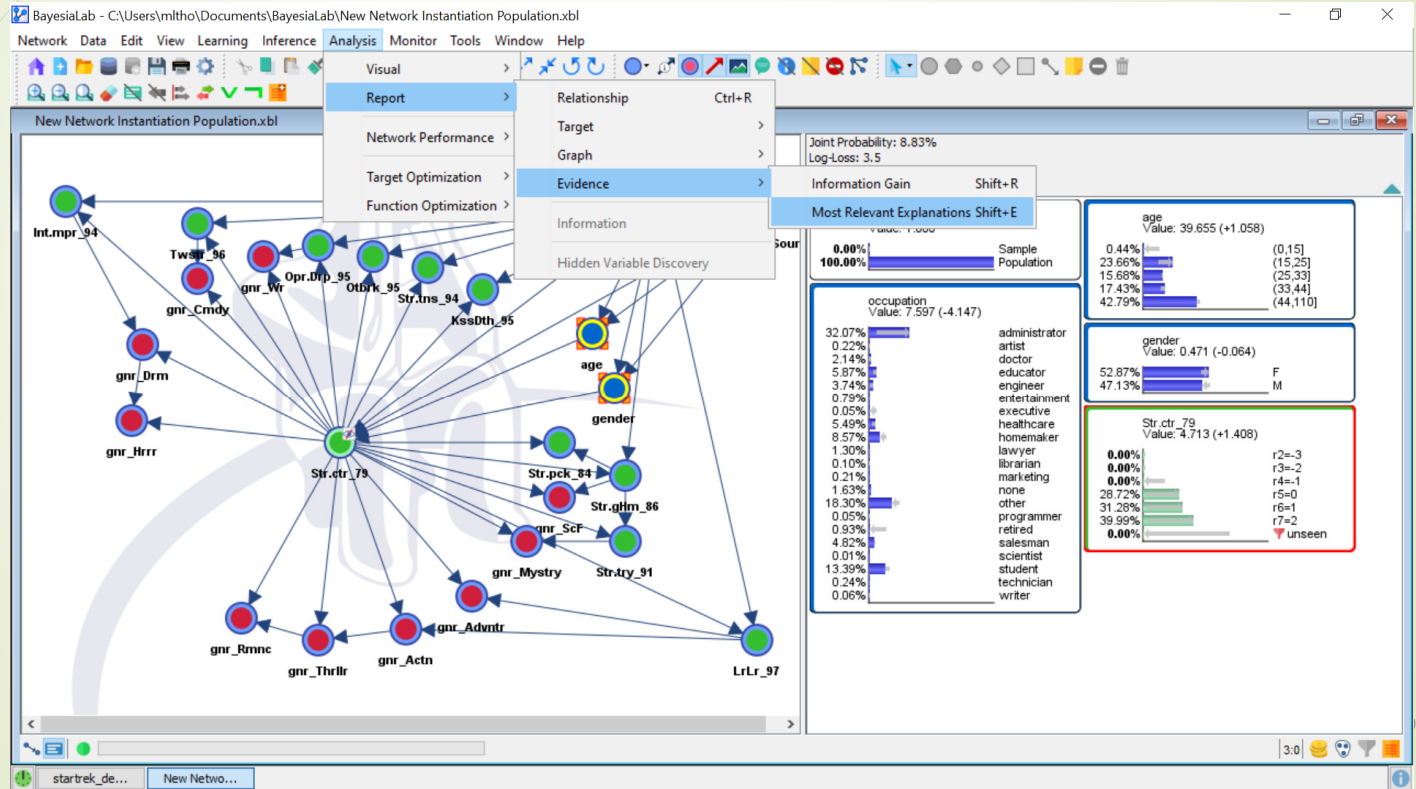 BayesiaLab - C:\Users\mltho\Documents\BayesiaLab\New Network Instantiation Population.xbl
Network Data Edit View Learning Inference Analysis Monitor Tools Window Help
Visual
Report
Network Performance
Target Optimization
Function Optimization
Relationship Ctrl+R
Target
Graph
Evidence
Information
Hidden Variable Discovery
Information Gain Shift+R
Most Relevant Explanations Shift+E
New Network Instantiation Population.xbl
Int.mpr_94
Twstr_96
gnr_Cmdy
gnr_Wr
Opr.Drp_95
Otbrk_95
Str.tns_94
KssDth_95
age
gender
gnr_Drm
gnr_Hrrr
Str.ctr_79
Str.pck_84
Str.gHm_86
gnr_ScF
gnr_Mystry
Str.try_91
gnr_Advntr
gnr_Rmnc
gnr_Thrllr
gnr_Actn
LrLr_97
Joint Probability: 8.83%
Log-Loss: 3.5
0.00% Sample
100.00% Population
occupation
Value: 7.597 (-4.147)
32.07% administrator
0.22% artist
2.14% doctor
5.87% educator
3.74% engineer
0.79% entertainment
0.05% executive
5.49% healthcare
8.57% homemaker
1.30% lawyer
0.10% librarian
0.21% marketing
1.63% none
18.30% other
0.05% programmer
0.93% retired
4.82% salesman
0.01% scientist
13.39% student
0.24% technician
0.06% writer
age
Value: 39.655 (+1.058)
0.44% (0,15]
23.66% (15,25]
15.68% (25,33]
17.43% (33,44]
42.79% (44,110]
gender
Value: 0.471 (-0.064)
52.87% F
47.13% M
Str.ctr_79
Value: 4.713 (+1.408)
0.00% r2=-3
0.00% r3=-2
0.00% r4=-1
28.72% r5=0
31.28% r6=1
39.99% r7=2
0.00% unseen
3:0
startrek_de... New Netwo...